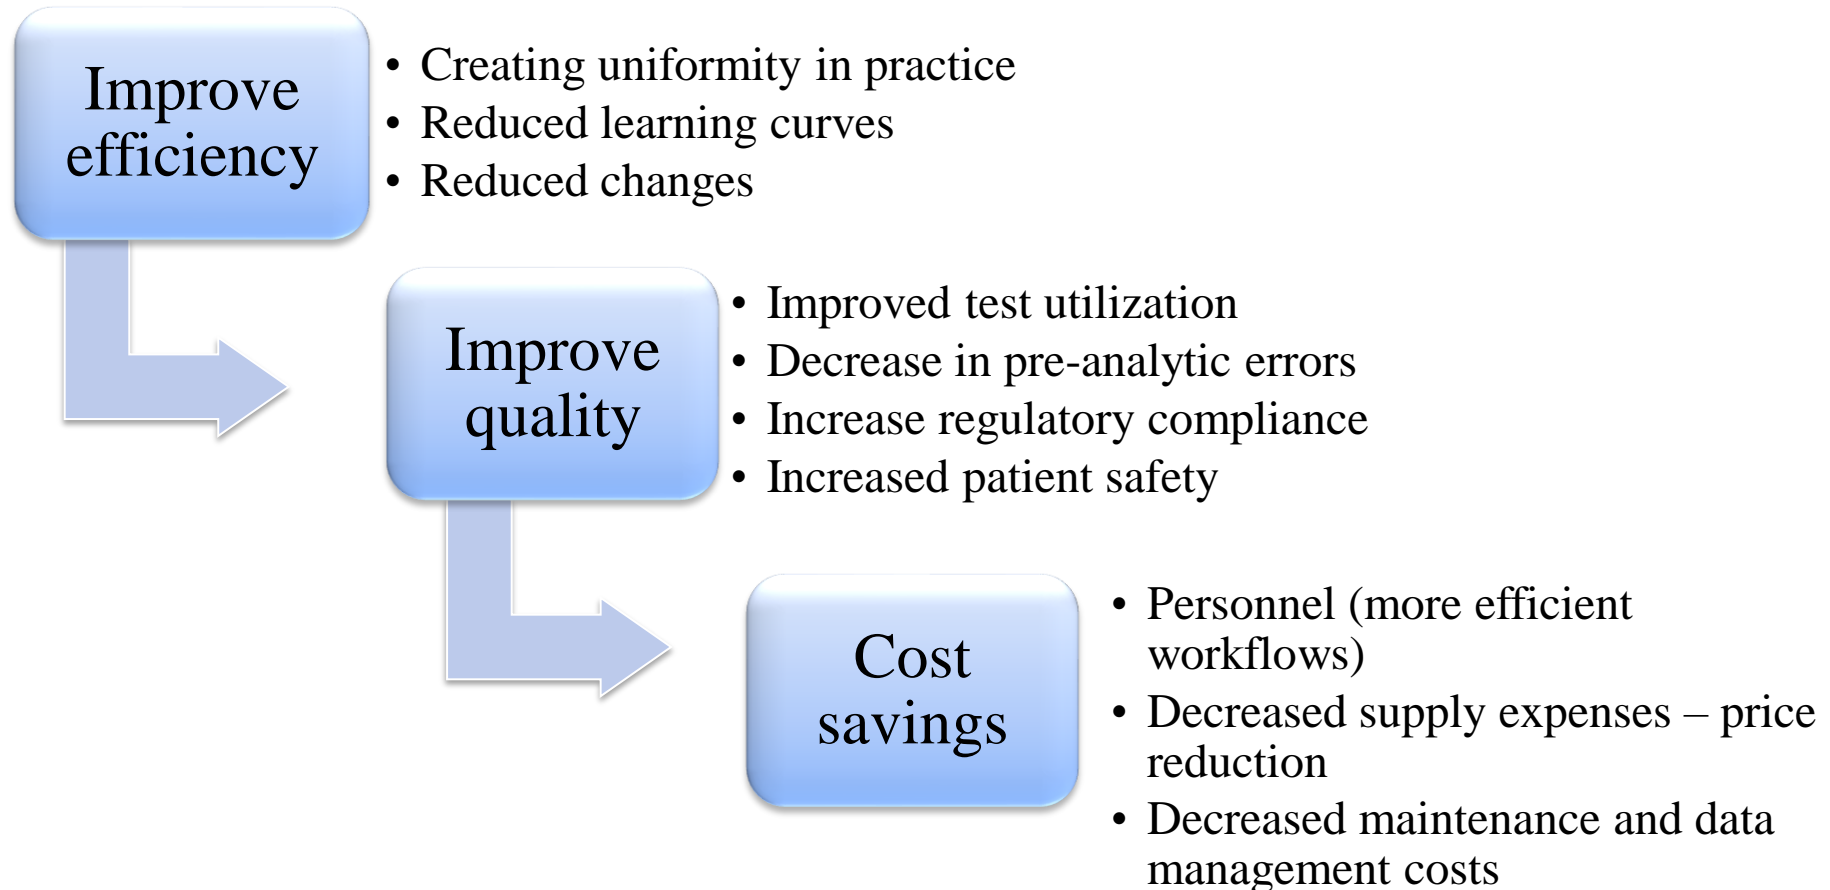 Improve
efficiency
• Creating uniformity in practice
• Reduced learning curves
• Reduced changes
Improve
quality
• Improved test utilization
• Decrease in pre-analytic errors
• Increase regulatory compliance
• Increased patient safety
Cost
savings
• Personnel (more efficient
workflows)
• Decreased supply expenses – price
reduction
• Decreased maintenance and data
management costs